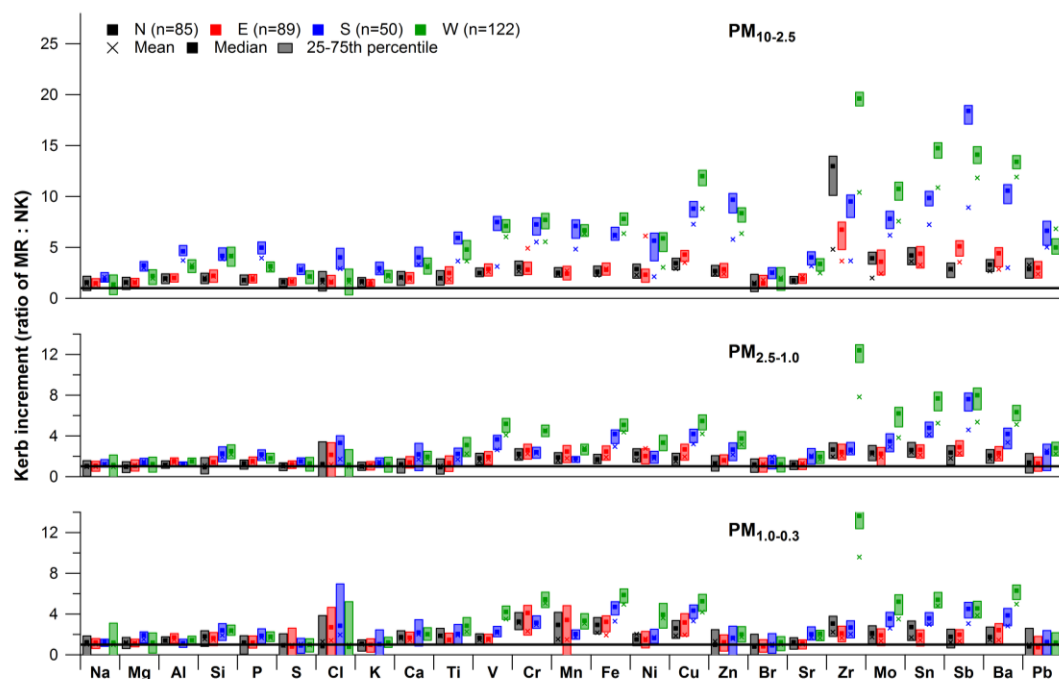 N (n=85) E (n=89) S (n=50) W (n=122)
× Mean Median 25-75th percentile
PM10-2.5
25
20
15
10
5
0
Kerb increment (ratio of MR : NK)
PM2.5-1.0
12
8
4
0
PM1.0-0.3
12
8
4
0
Na Mg Al Si P S Cl K Ca Ti V Cr Mn Fe Ni Cu Zn Br Sr Zr Mo Sn Sb Ba Pb